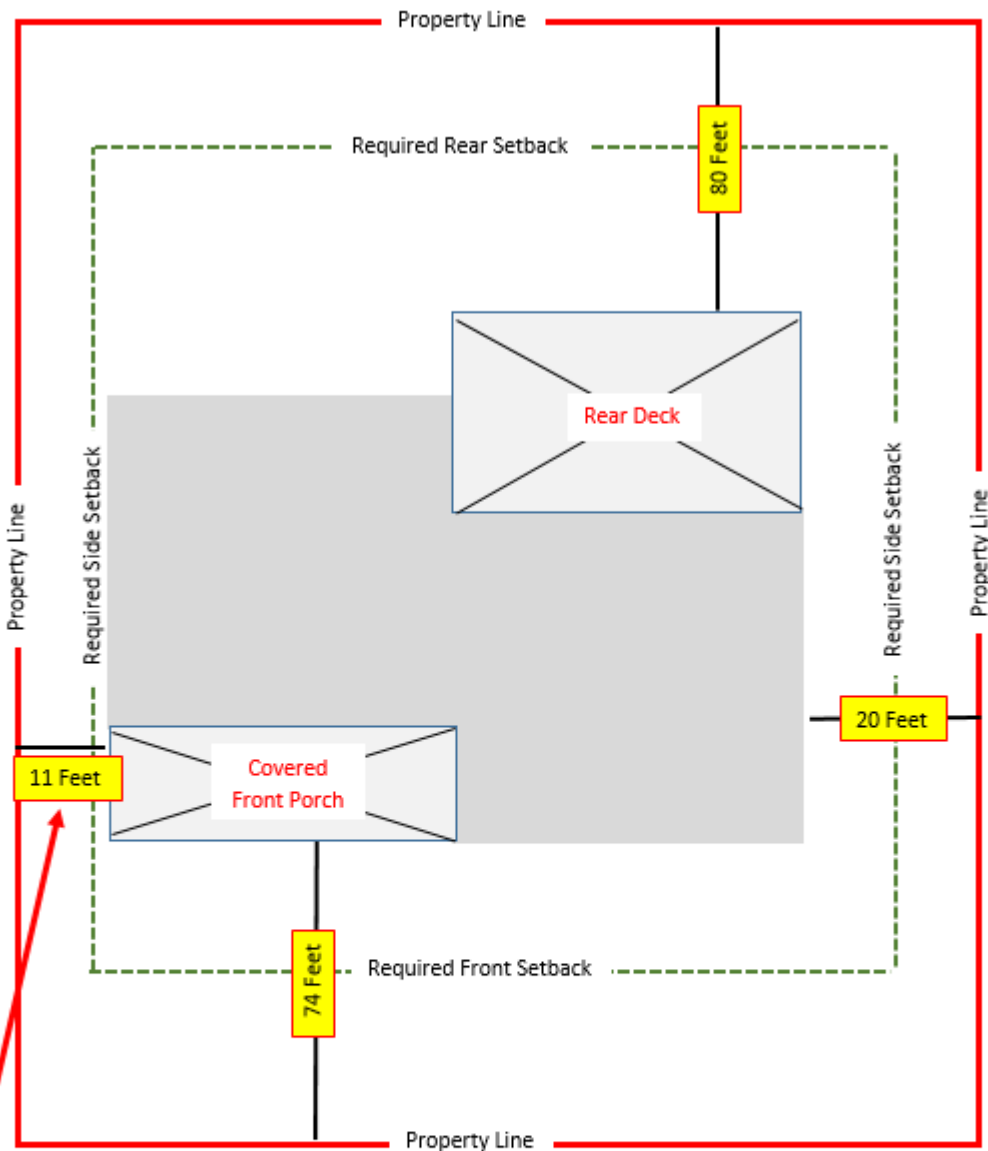 Property Line
80 Feet
Required Rear Setback
Rear Deck
Property Line
Required Side Setback
Required Side Setback
Property Line
20 Feet
11 Feet
Covered
Front Porch
74 Feet
Required Front Setback
Property Line